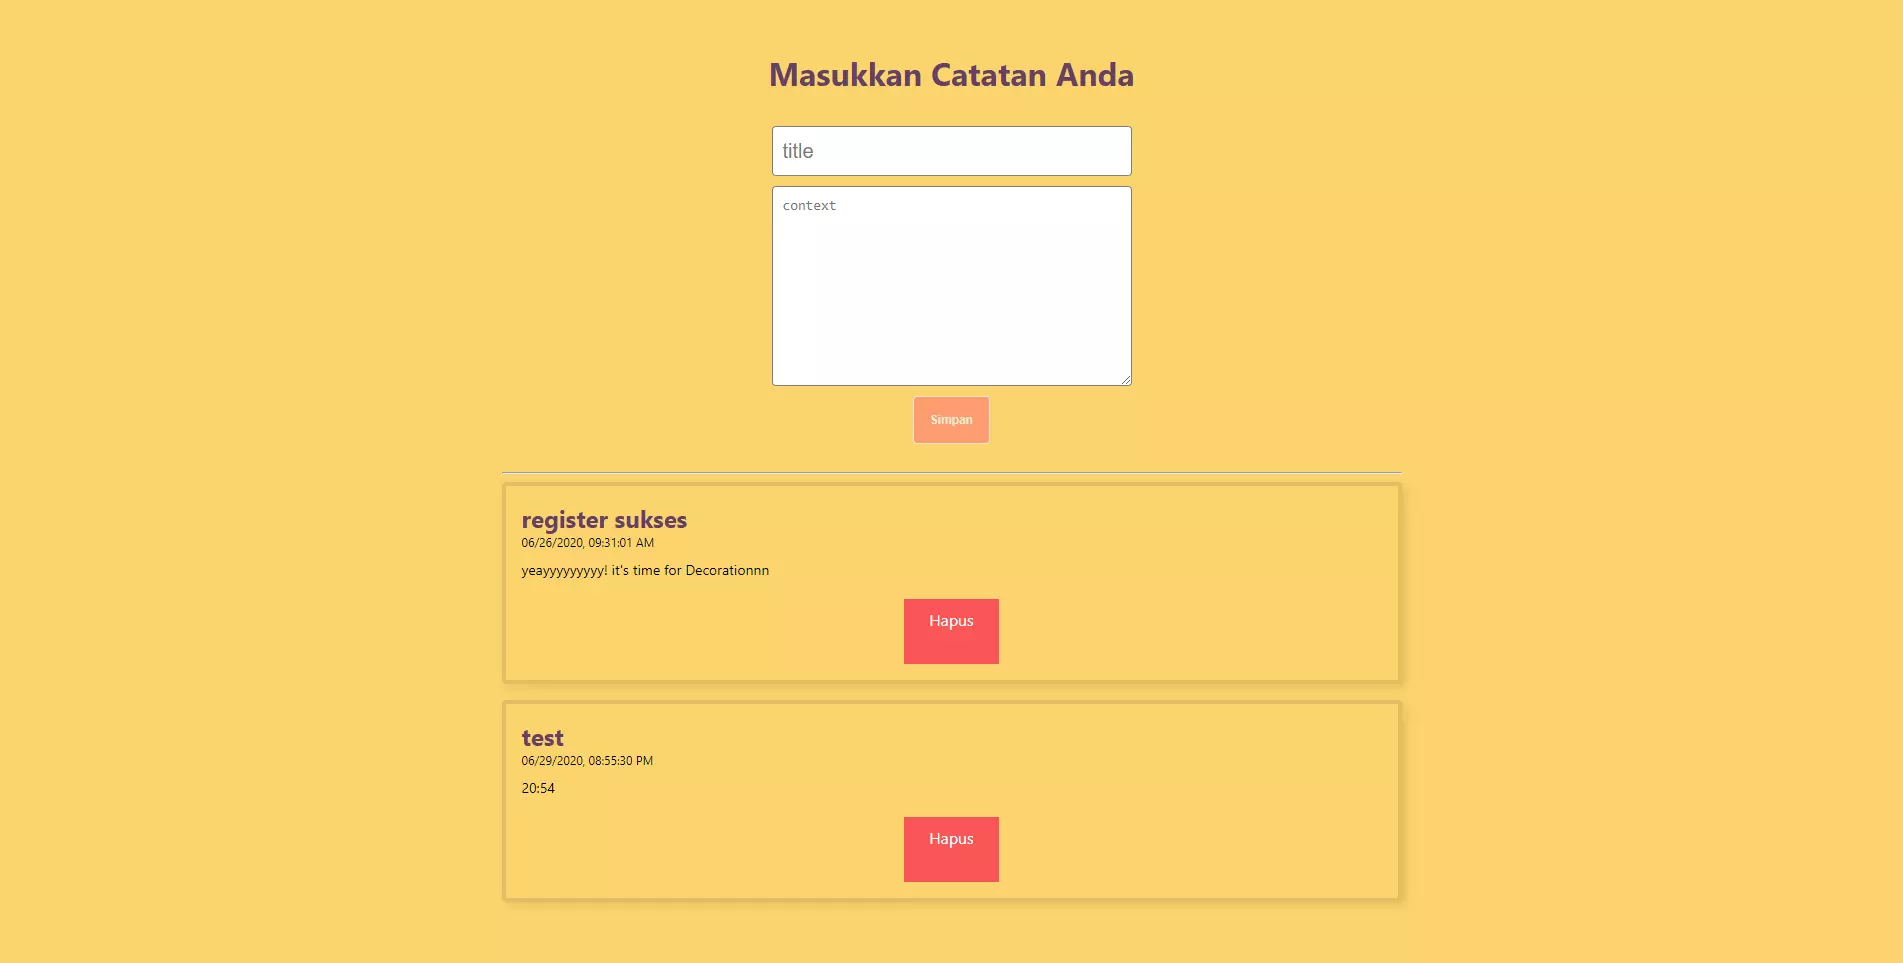 Masukkan Catatan Anda
title
context
Simpan
register sukses
06/26/2020, 09:31:01 AM
yeayyyyyyyyy! it's time for Decorationnn
Hapus
test
06/29/2020, 08:55:30 PM
20:54
Hapus